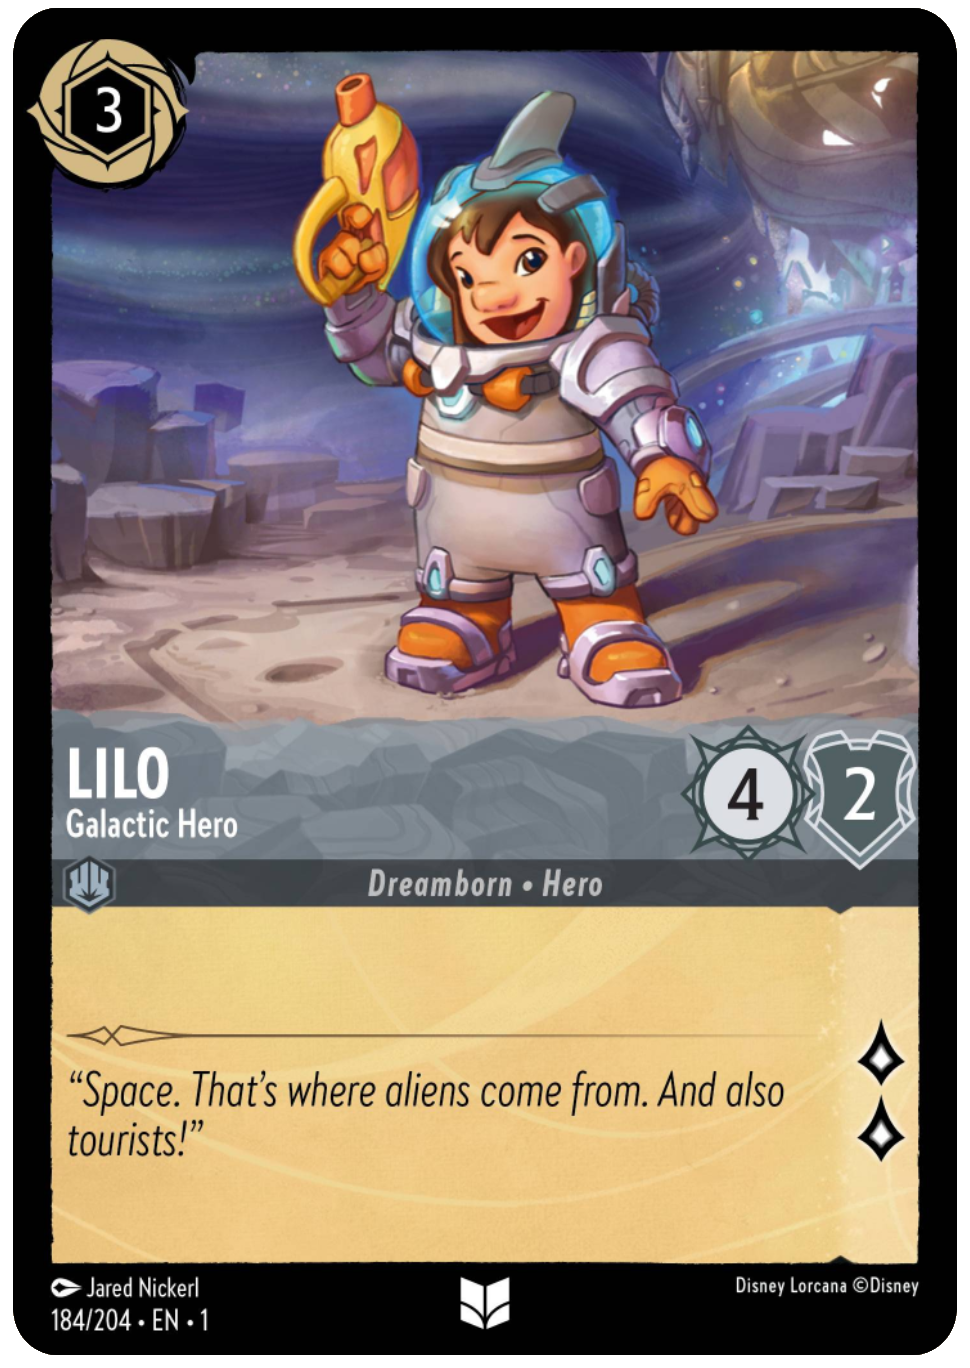 3
LILO
Galactic Hero
4
2
Dreamborn • Hero
“Space. That’s where aliens come from. And also
tourists!”
Jared Nickerl
184/204 • EN • 1
Disney Lorcana ©Disney